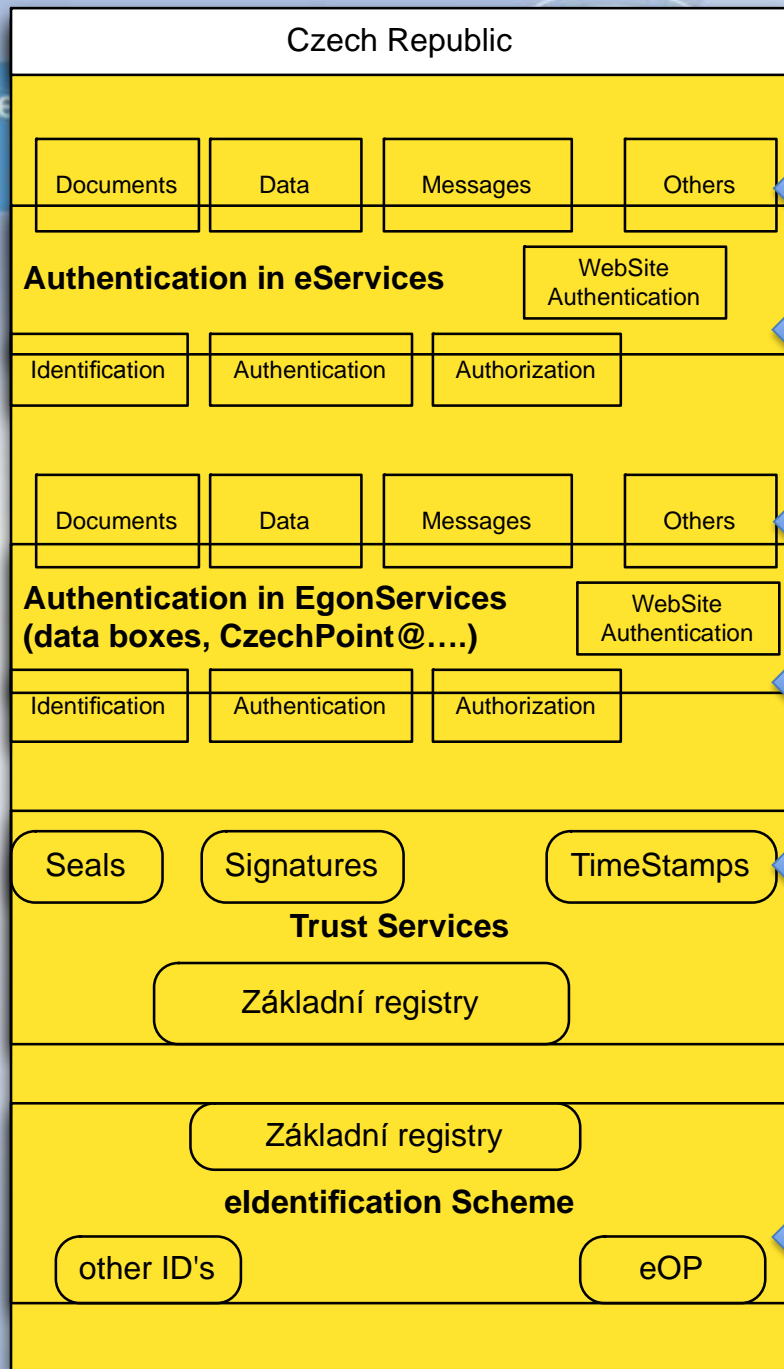 Czech Republic
Documents
Data
Messages
Others
Authentication in eServices
WebSite
Authentication
Identification
Authentication
Authorization
Documents
Data
Messages
Others
Authentication in EgonServices
(data boxes, CzechPoint@....)
WebSite
Authentication
Identification
Authentication
Authorization
Seals
Signatures
TimeStamps
Trust Services
Základní registry
Základní registry
eIdentification Scheme
other ID's
eOP